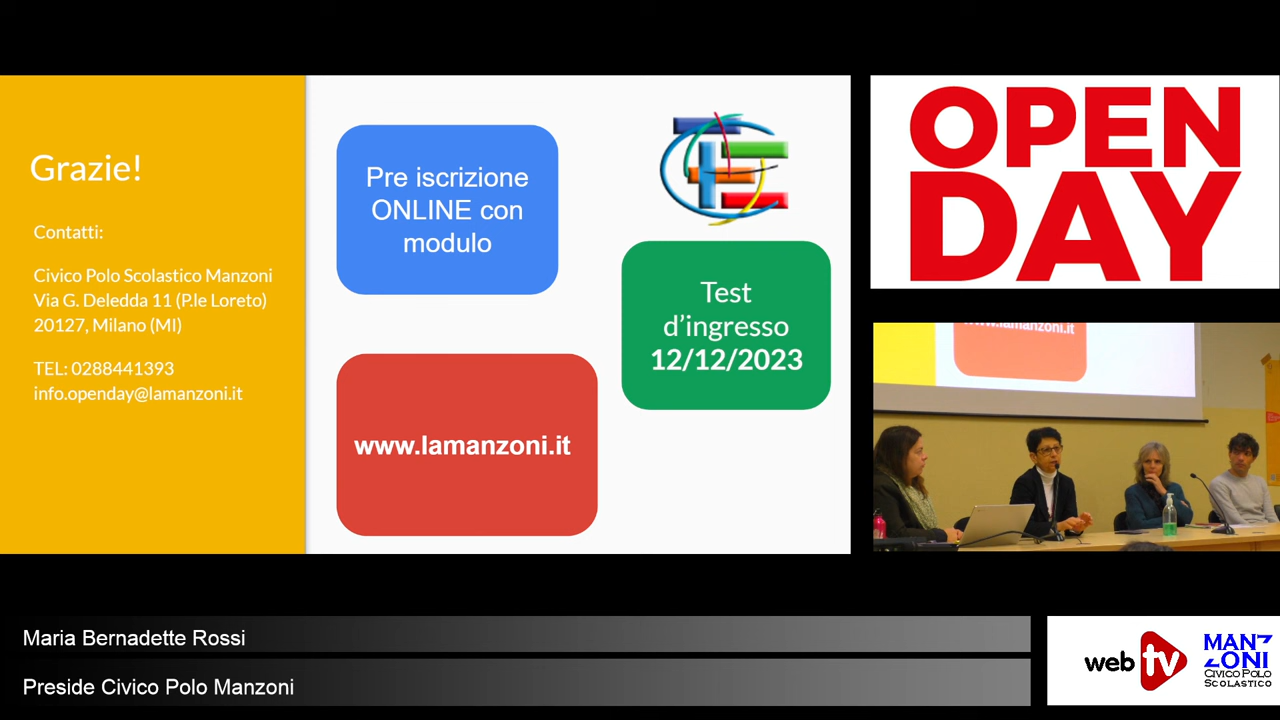 Grazie!
Contatti:
Civico Polo Scolastico Manzoni
Via G. Deledda 11 (P.le Loreto)
20127, Milano (MI)
TEL: 0288441393
info.openday@lamanzoni.it
Pre iscrizione
ONLINE con
modulo
Test
d'ingresso
12/12/2023
www.lamanzoni.it
OPEN
DAY
www.lamanzoni.it
Maria Bernadette Rossi
Preside Civico Polo Manzoni
web tv
MANZ
ZONI
CIVICO POLO
SCOLASTICO